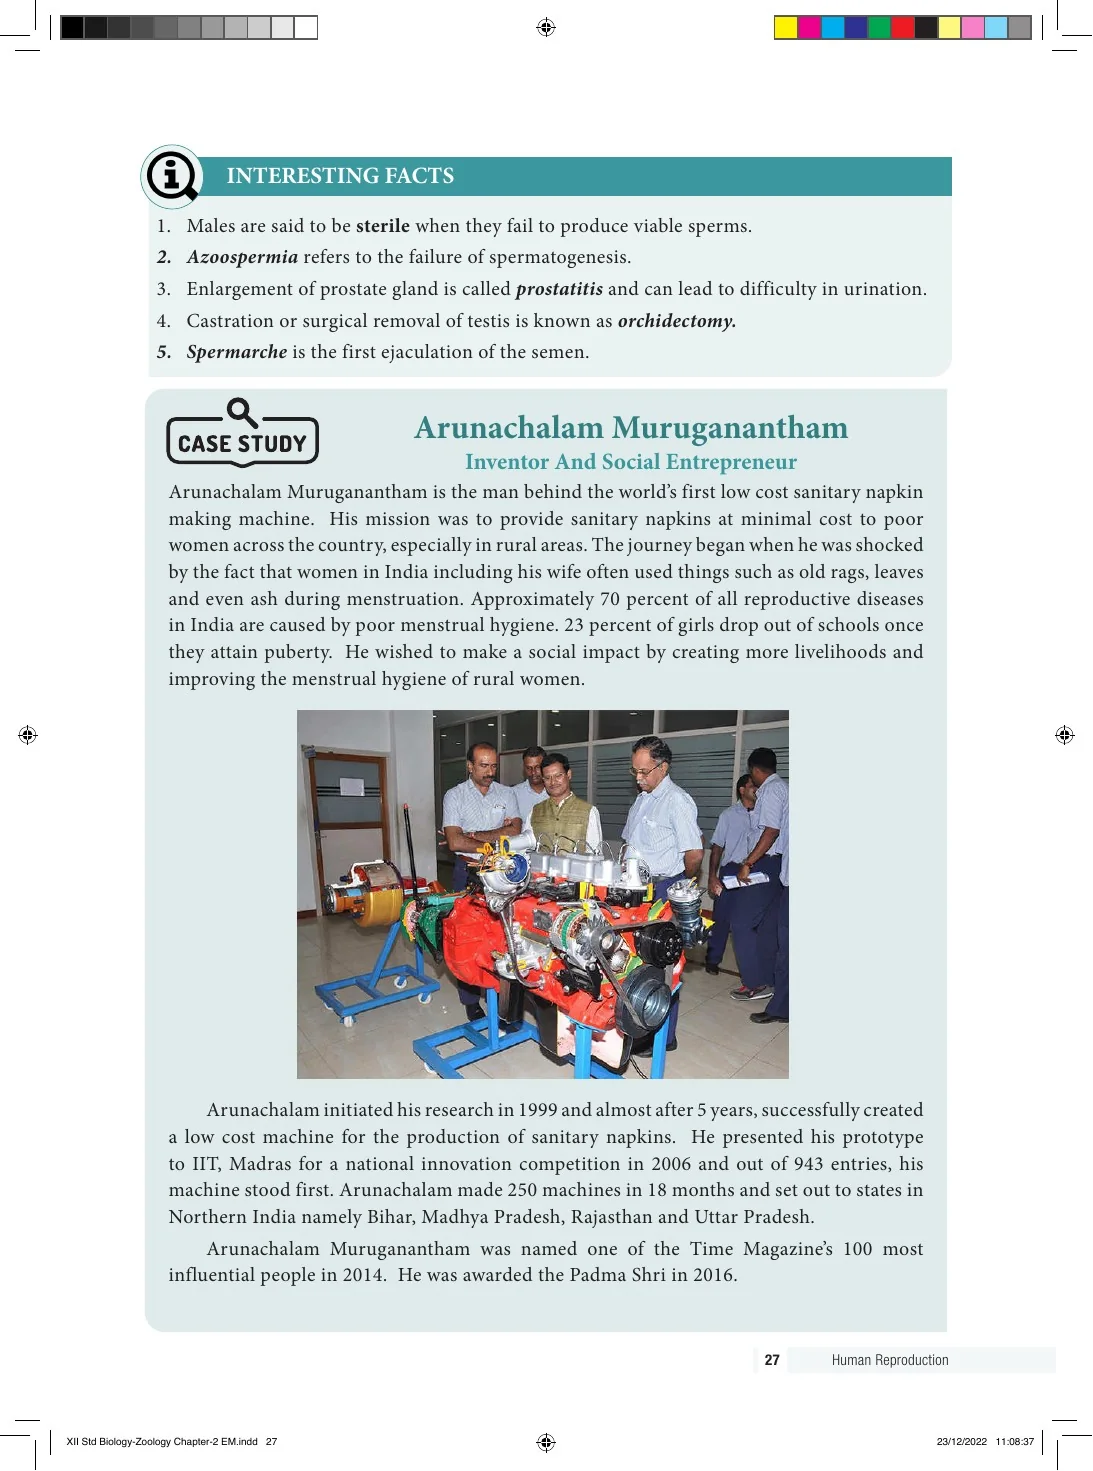 INTERESTING FACTS
1. Males are said to be sterile when they fail to produce viable sperms.
2. Azoospermia refers to the failure of spermatogenesis.
3. Enlargement of prostate gland is called prostatitis and can lead to difficulty in urination.
4. Castration or surgical removal of testis is known as orchidectomy.
5. Spermarche is the first ejaculation of the semen.
CASE STUDY
Arunachalam Muruganantham
Inventor And Social Entrepreneur
Arunachalam Muruganantham is the man behind the world’s first low cost sanitary napkin
making machine. His mission was to provide sanitary napkins at minimal cost to poor
women across the country, especially in rural areas. The journey began when he was shocked
by the fact that women in India including his wife often used things such as old rags, leaves
and even ash during menstruation. Approximately 70 percent of all reproductive diseases
in India are caused by poor menstrual hygiene. 23 percent of girls drop out of schools once
they attain puberty. He wished to make a social impact by creating more livelihoods and
improving the menstrual hygiene of rural women.
Arunachalam initiated his research in 1999 and almost after 5 years, successfully created
a low cost machine for the production of sanitary napkins. He presented his prototype
to IIT, Madras for a national innovation competition in 2006 and out of 943 entries, his
machine stood first. Arunachalam made 250 machines in 18 months and set out to states in
Northern India namely Bihar, Madhya Pradesh, Rajasthan and Uttar Pradesh.
Arunachalam Muruganantham was named one of the Time Magazine’s 100 most
influential people in 2014. He was awarded the Padma Shri in 2016.
27 Human Reproduction
XII Std Biology-Zoology Chapter-2 EM.indd 27 23/12/2022 11:08:37